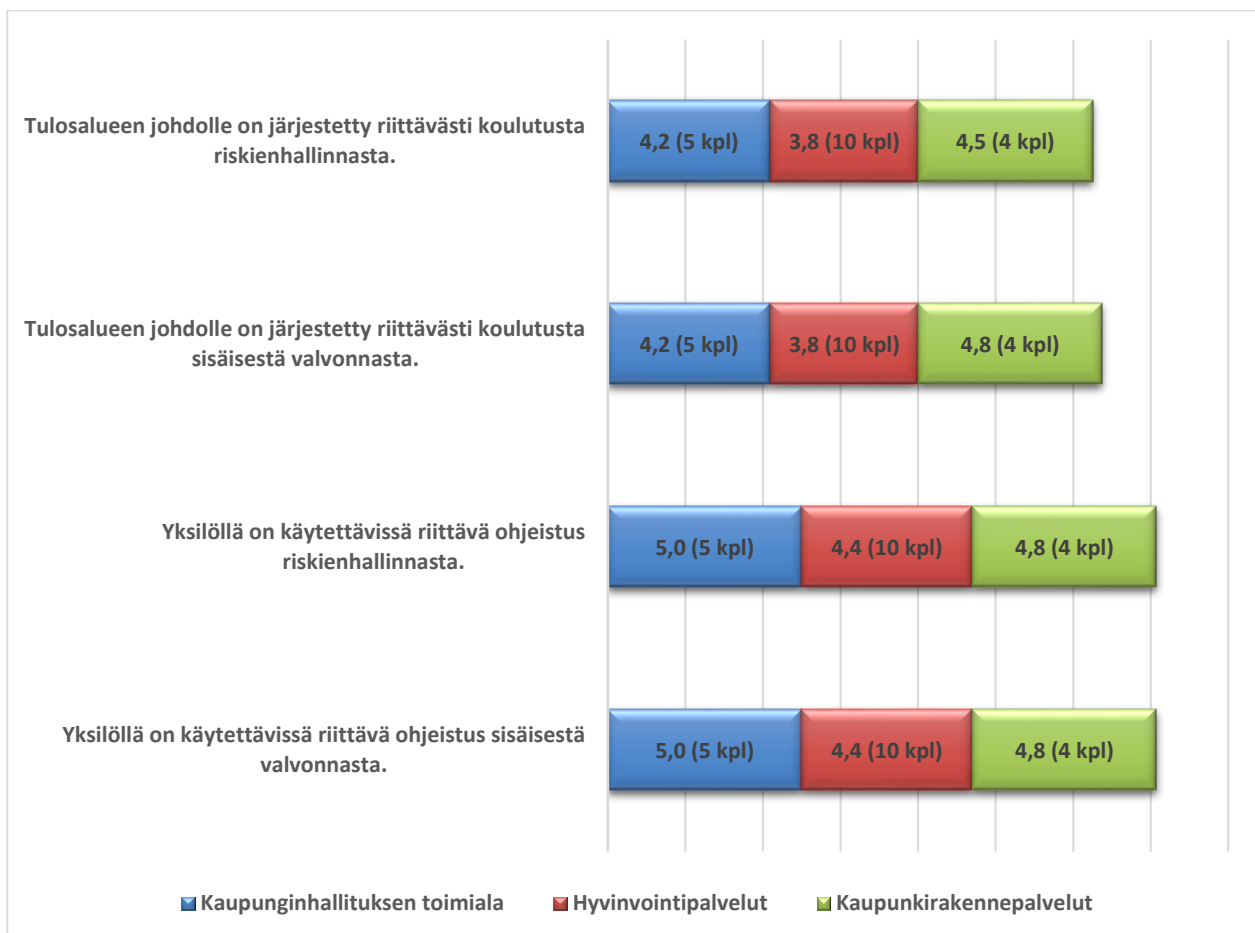 Tulosalueen johdolle on järjestetty riittävästi koulutusta
riskienhallinnasta.
4,2 (5 kpl) 3,8 (10 kpl) 4,5 (4 kpl)
Tulosalueen johdolle on järjestetty riittävästi koulutusta
sisäisestä valvonnasta.
4,2 (5 kpl) 3,8 (10 kpl) 4,8 (4 kpl)
Yksilöllä on käytettävissä riittävä ohjeistus
riskienhallinnasta.
5,0 (5 kpl) 4,4 (10 kpl) 4,8 (4 kpl)
Yksilöllä on käytettävissä riittävä ohjeistus sisäisestä
valvonnasta.
5,0 (5 kpl) 4,4 (10 kpl) 4,8 (4 kpl)
Kaupunginhallituksen toimiala Hyvinvointipalvelut Kaupunkirakennepalvelut